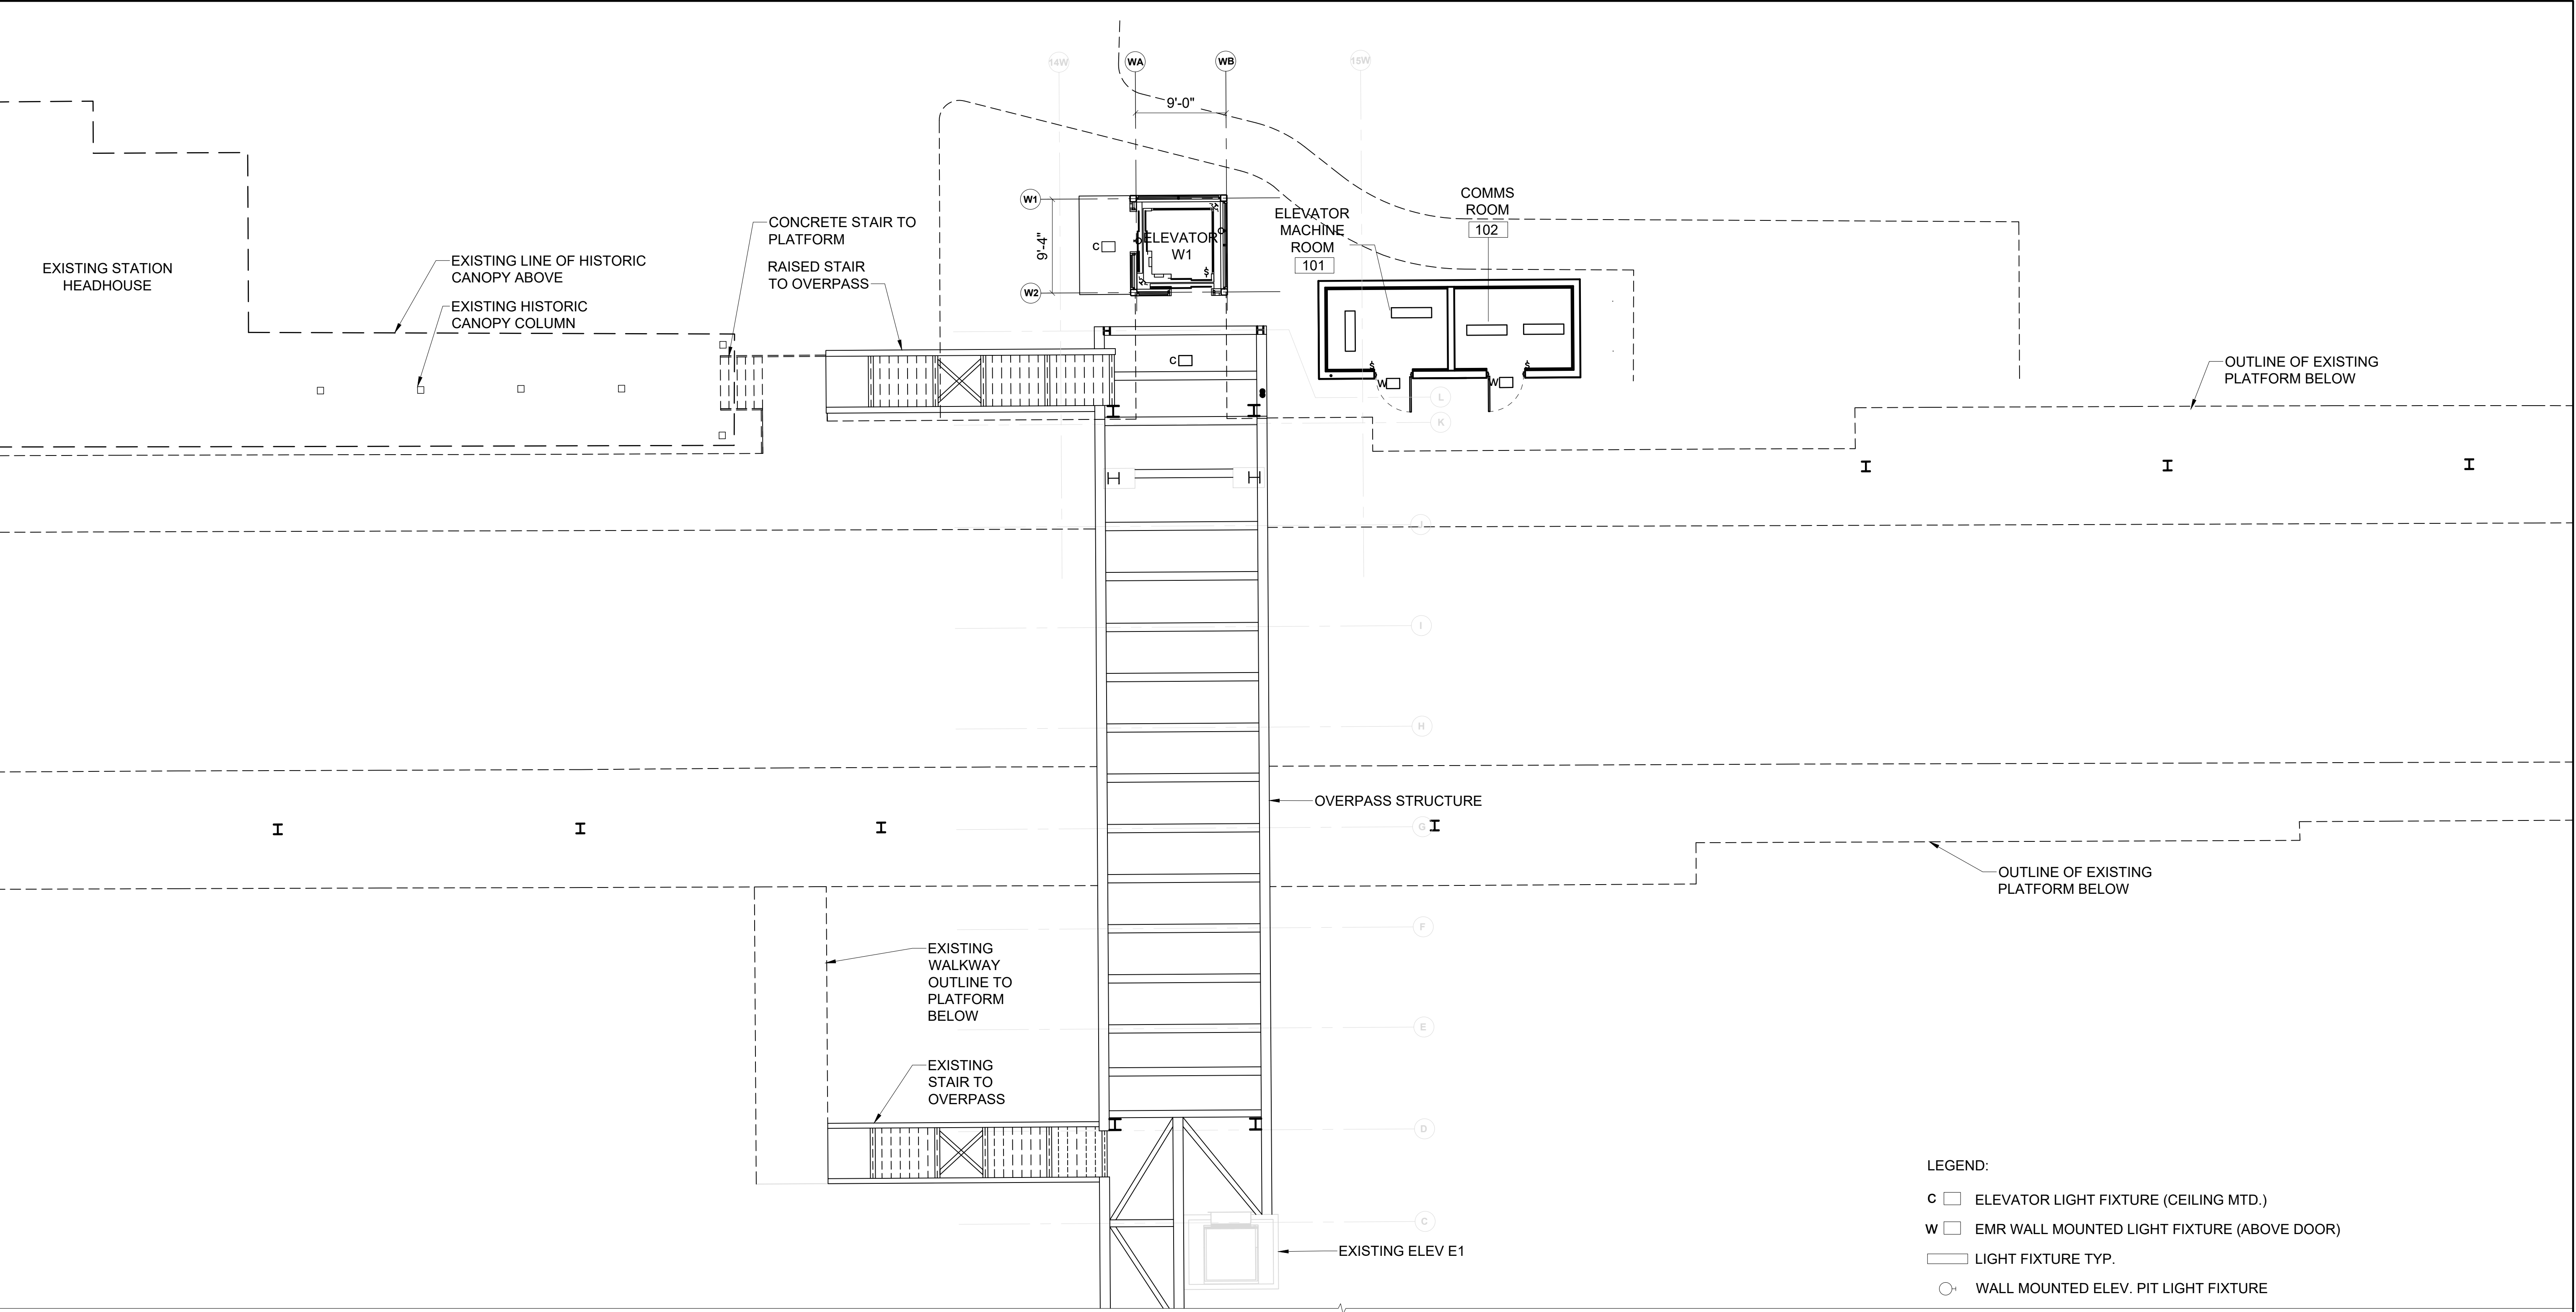 14W
WA
WB
15W
9'-0"
W1
9'-4"
W2
C
ELEVATOR
W1
ELEVATOR
MACHINE
ROOM
101
COMMS
ROOM
102
CONCRETE STAIR TO
PLATFORM
RAISED STAIR
TO OVERPASS
EXISTING STATION
HEADHOUSE
EXISTING LINE OF HISTORIC
CANOPY ABOVE
EXISTING HISTORIC
CANOPY COLUMN
C
$
$
$
W
W
OUTLINE OF EXISTING
PLATFORM BELOW
L
K
J
I
H
OVERPASS STRUCTURE
G
OUTLINE OF EXISTING
PLATFORM BELOW
F
EXISTING
WALKWAY
OUTLINE TO
PLATFORM
BELOW
E
EXISTING
STAIR TO
OVERPASS
D
C
EXISTING ELEV E1
LEGEND:
C ELEVATOR LIGHT FIXTURE (CEILING MTD.)
W EMR WALL MOUNTED LIGHT FIXTURE (ABOVE DOOR)
LIGHT FIXTURE TYP.
WALL MOUNTED ELEV. PIT LIGHT FIXTURE